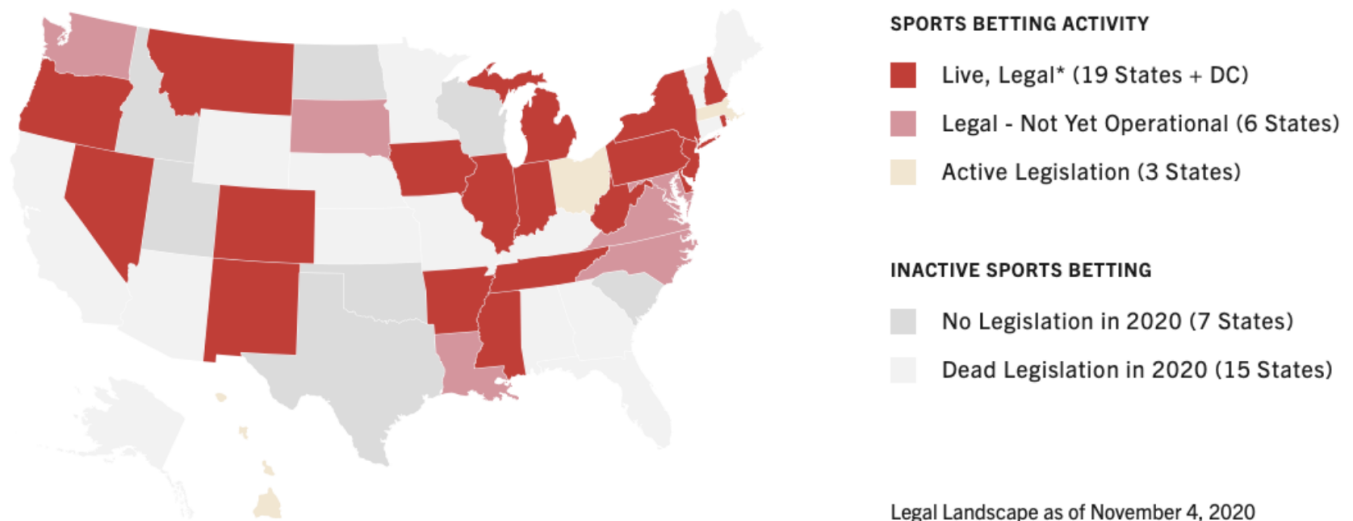 SPORTS BETTING ACTIVITY
Live, Legal* (19 States + DC)
Legal - Not Yet Operational (6 States)
Active Legislation (3 States)
INACTIVE SPORTS BETTING
No Legislation in 2020 (7 States)
Dead Legislation in 2020 (15 States)
Legal Landscape as of November 4, 2020